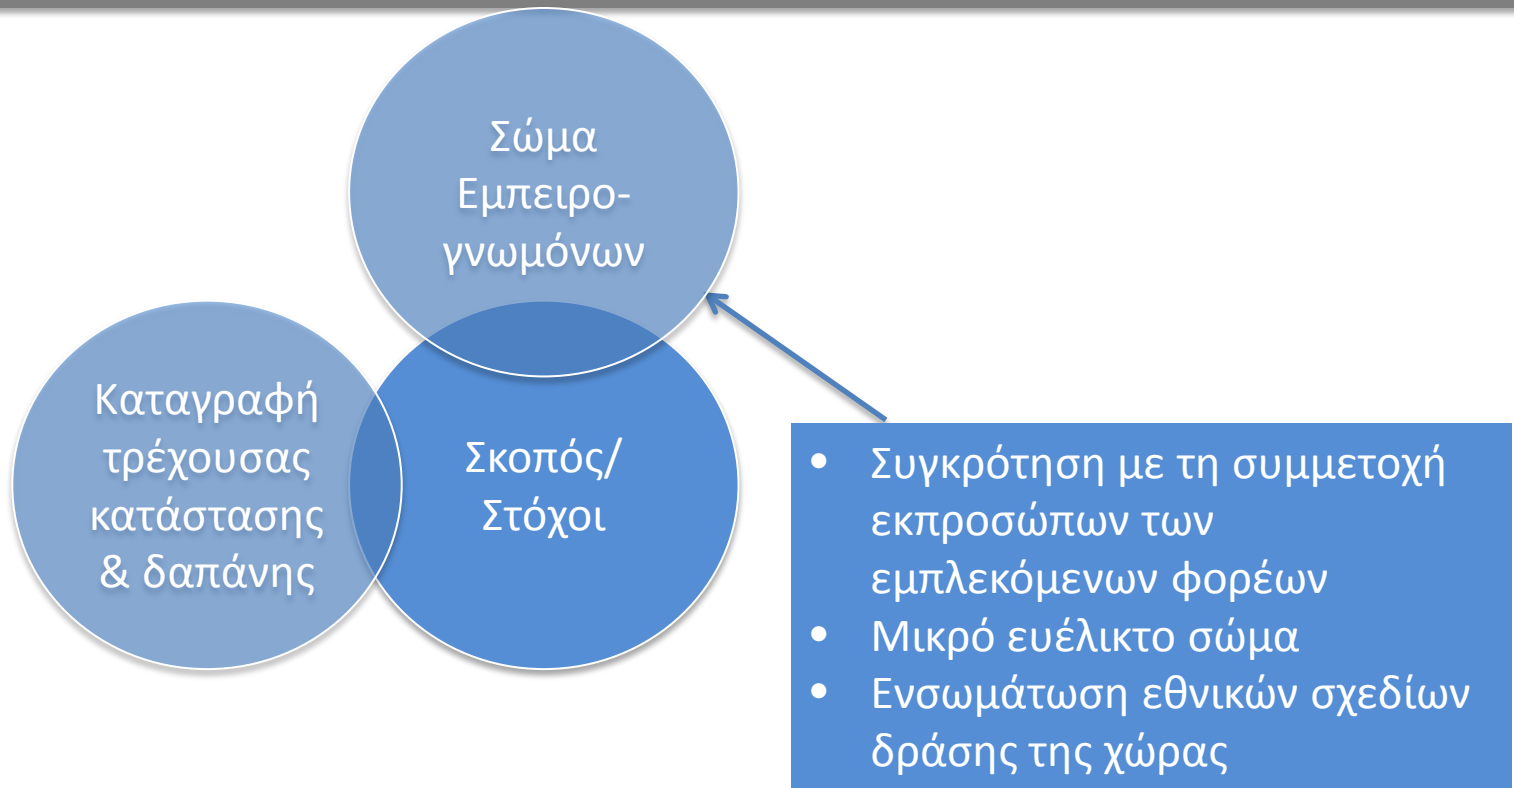 Σώμα
Εμπειρο-
γνωμόνων
Καταγραφή
τρέχουσας
κατάστασης
& δαπάνης
Σκοπός/
Στόχοι
• Συγκρότηση με τη συμμετοχή
εκπροσώπων των
εμπλεκόμενων φορέων
• Μικρό ευέλικτο σώμα
• Ενσωμάτωση εθνικών σχεδίων
δράσης της χώρας